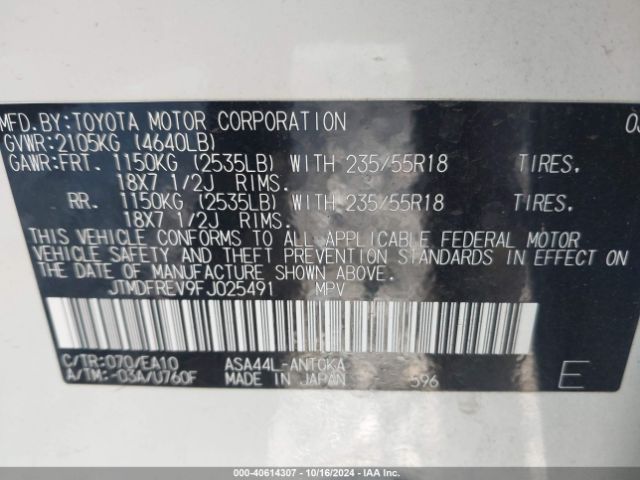 MFD.BY:TOYOTA MOTOR CORPORATION
GVWR:2105KG (4640LB)
GAWR:FRT. 1150KG (2535LB) WITH 235/55R18 TIRES.
18X7 1/2J RIMS.
RR. 1150KG (2535LB) WITH 235/55R18 TIRES.
18X7 1/2J RIMS.
THIS VEHICLE CONFORMS TO ALL APPLICABLE FEDERAL MOTOR
VEHICLE SAFETY AND THEFT PREVENTION STANDARDS IN EFFECT ON
THE DATE OF MANUFACTURE SHOWN ABOVE.
JTMDFREV9FJ025491 MPV
C/TR:070/EA10 ASA44L-ANTGKA
A/TM:-03A/U760F MADE IN JAPAN 596 E
000-40614307 - 10/16/2024 - IAAI Branch